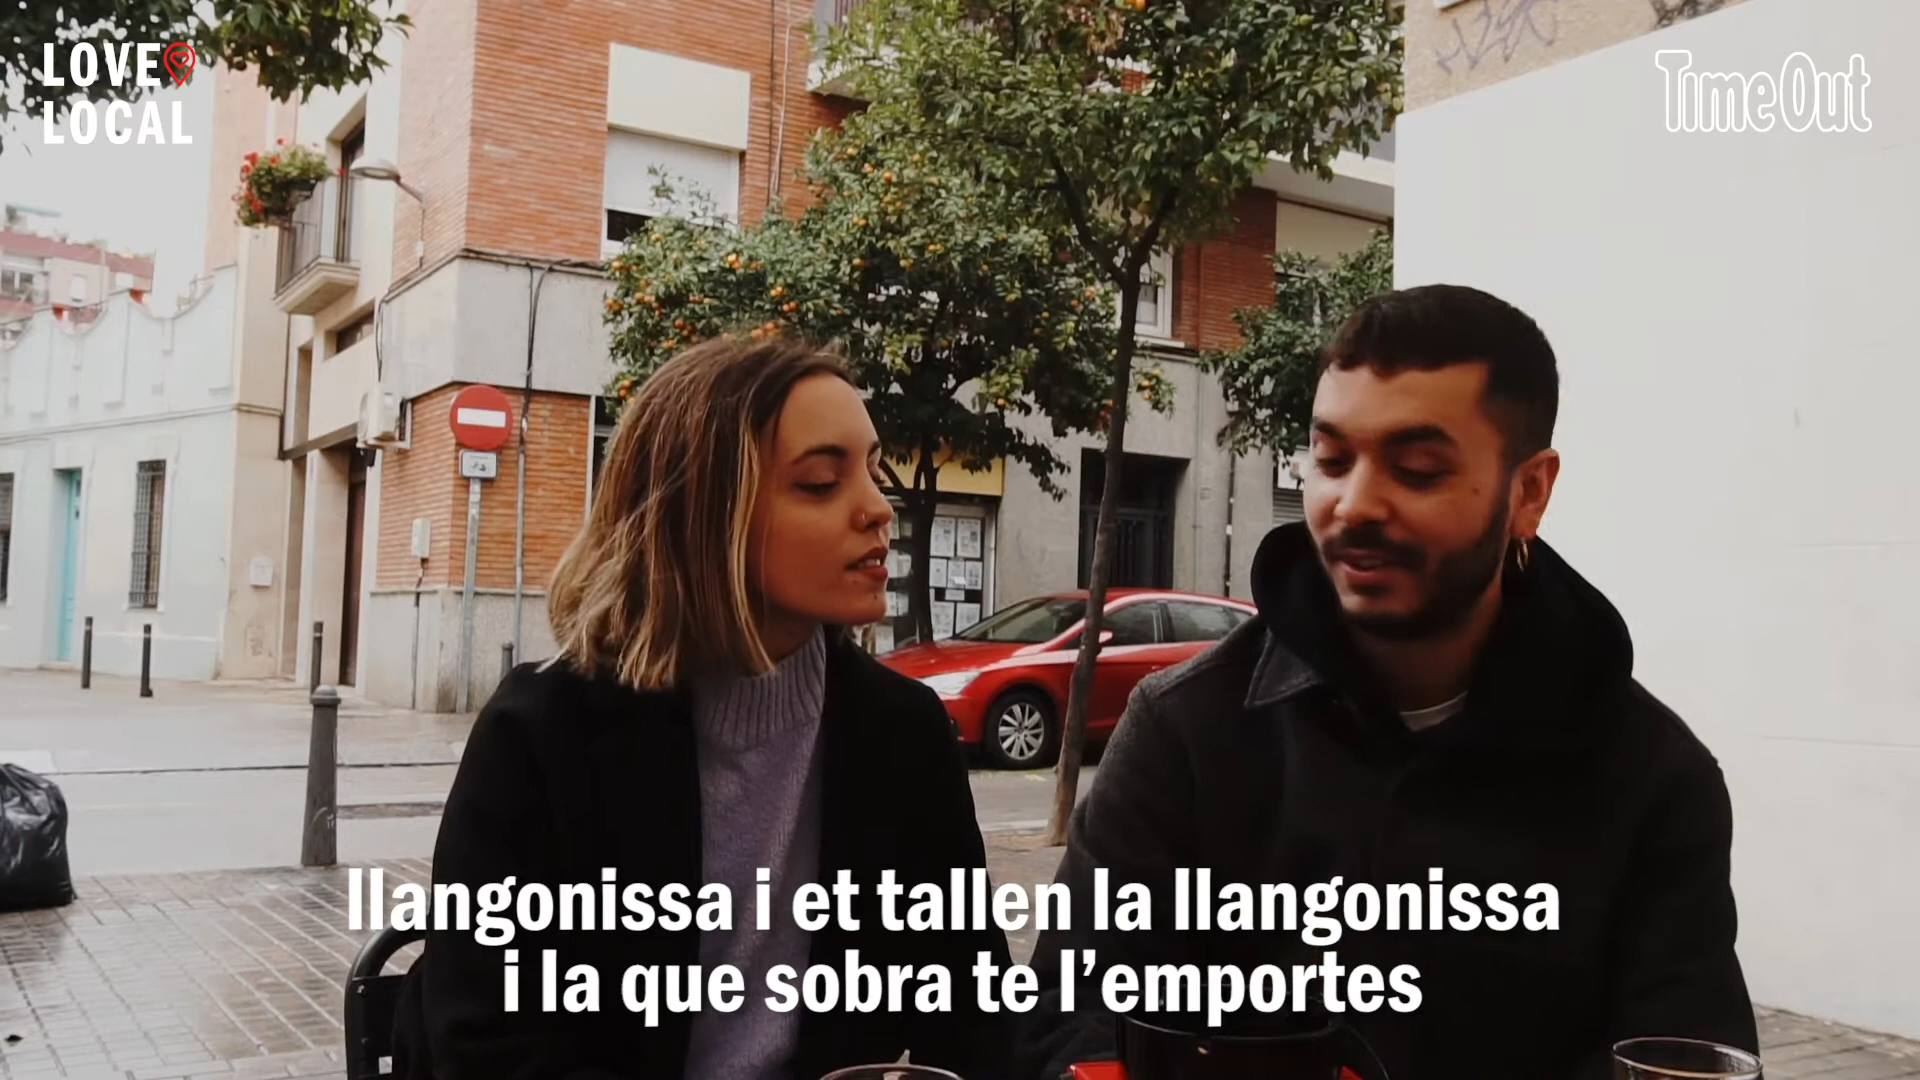 LOVE
LOCAL
Time Out
llangonissa i et tallen la llangonissa
i la que sobra te l’emportes